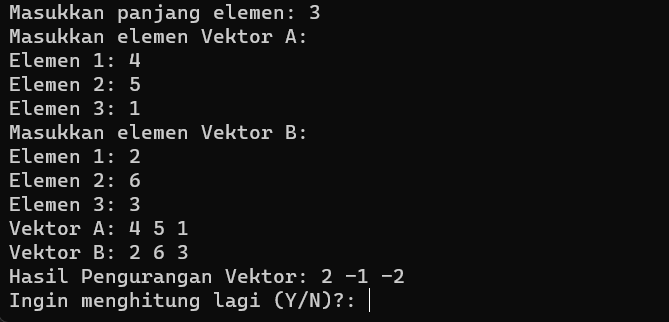 Masukkan panjang elemen: 3
Masukkan elemen Vektor A:
Elemen 1: 4
Elemen 2: 5
Elemen 3: 1
Masukkan elemen Vektor B:
Elemen 1: 2
Elemen 2: 6
Elemen 3: 3
Vektor A: 4 5 1
Vektor B: 2 6 3
Hasil Pengurangan Vektor: 2 -1 -2
Ingin menghitung lagi (Y/N)?: